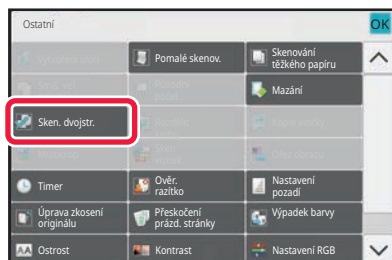 Ostatní
OK
Pomalé skenov.
Skenování
těžkého papíru
Mazání
Sken. dvojstr.
Timer
Ověř.
razítko
Nastavení
pozadí
Úprava zkosení
originálu
Přeskočení
prázd. stránky
Výpadek barvy
AA Ostrost
Kontrast
Nastavení RGB